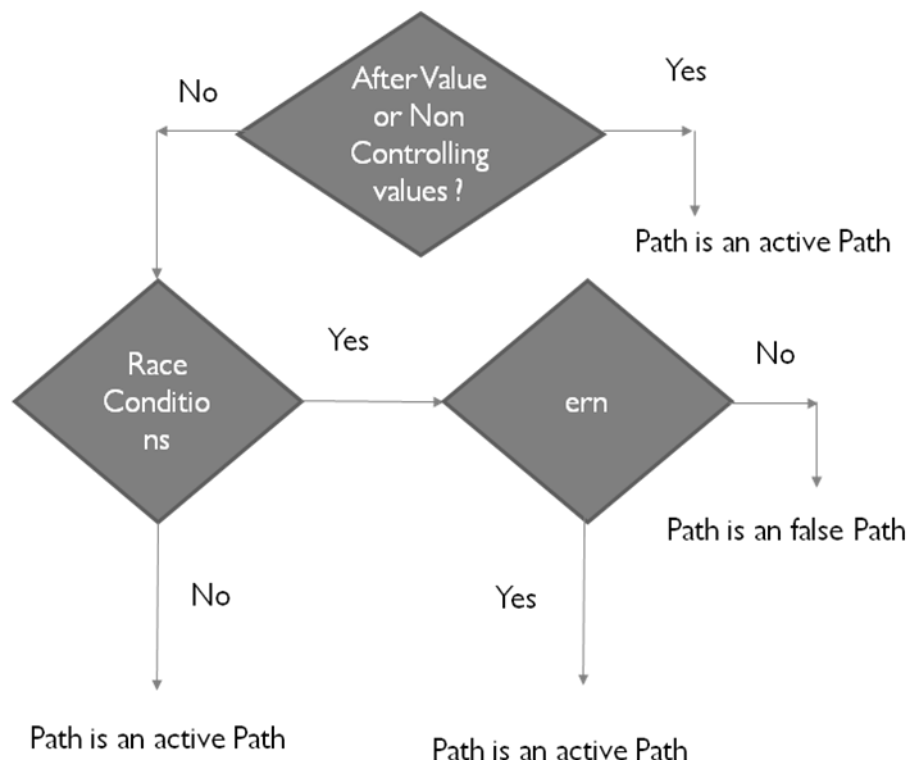 No
After Value
or Non
Controlling
values ?
Yes
Path is an active Path
Race
Conditio
ns
Yes
ern
No
Path is an false Path
No
Yes
Path is an active Path
Path is an active Path